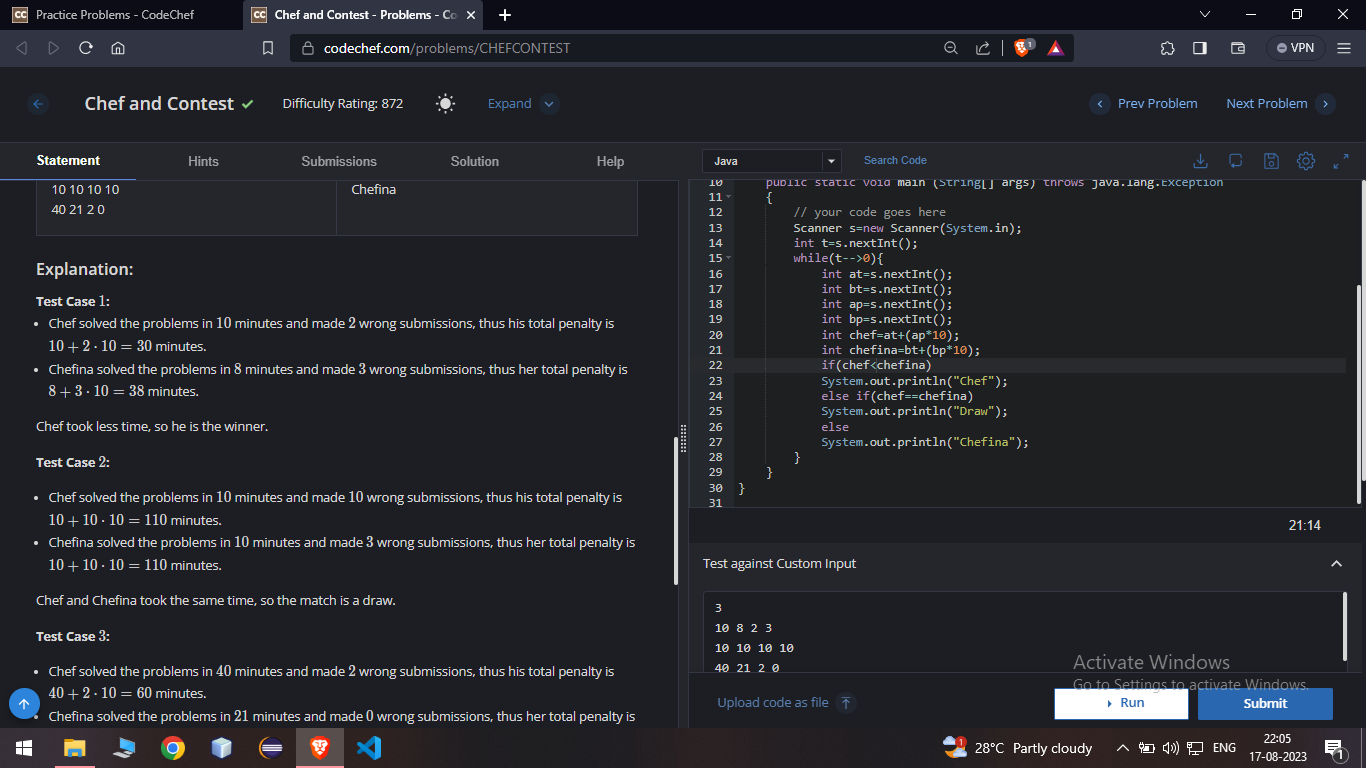 Practice Problems - CodeChef
Chef and Contest - Problems - Co
codechef.com/problems/CHEFCONTEST
1
VPN
Chef and Contest
Difficulty Rating: 872
Expand
Prev Problem
Next Problem
Statement
Hints
Submissions
Solution
Help
10 10 10 10
40 21 2 0
Chefina
Explanation:
Test Case 1:
• Chef solved the problems in 10 minutes and made 2 wrong submissions, thus his total penalty is
10 + 2 · 10 = 30 minutes.
• Chefina solved the problems in 8 minutes and made 3 wrong submissions, thus her total penalty is
8 + 3 · 10 = 38 minutes.
Chef took less time, so he is the winner.
Test Case 2:
• Chef solved the problems in 10 minutes and made 10 wrong submissions, thus his total penalty is
10 + 10 · 10 = 110 minutes.
• Chefina solved the problems in 10 minutes and made 3 wrong submissions, thus her total penalty is
10 + 10 · 10 = 110 minutes.
Chef and Chefina took the same time, so the match is a draw.
Test Case 3:
• Chef solved the problems in 40 minutes and made 2 wrong submissions, thus his total penalty is
40 + 2 · 10 = 60 minutes.
• Chefina solved the problems in 21 minutes and made 0 wrong submissions, thus her total penalty is
Java
Search Code
10 public static void main (String[] args) throws java.lang.Exception
11 {
12 // your code goes here
13 Scanner s=new Scanner(System.in);
14 int t=s.nextInt();
15 while(t-->0){
16 int at=s.nextInt();
17 int bt=s.nextInt();
18 int ap=s.nextInt();
19 int bp=s.nextInt();
20 int chef=at+(ap*10);
21 int chefina=bt+(bp*10);
22 if(chef<chefina)
23 System.out.println("Chef");
24 else if(chef==chefina)
25 System.out.println("Draw");
26 else
27 System.out.println("Chefina");
28 }
29 }
30 }
31
21:14
Test against Custom Input
3
10 8 2 3
10 10 10 10
40 21 2 0
Activate Windows
Go to Settings to activate Windows.
Upload code as file
Run
Submit
1
28°C Partly cloudy
ENG
22:05
17-08-2023
1